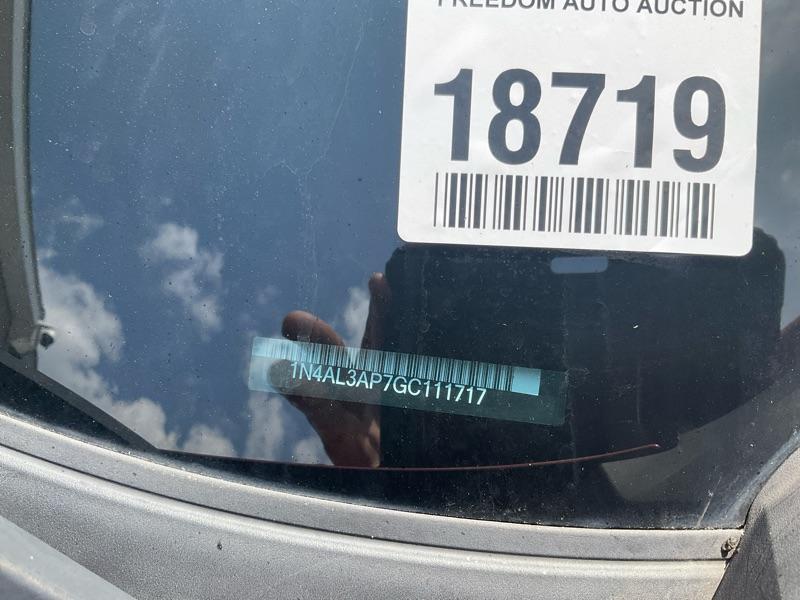 FREEDOM AUTO AUCTION
18719
1N4AL3AP7GC111717